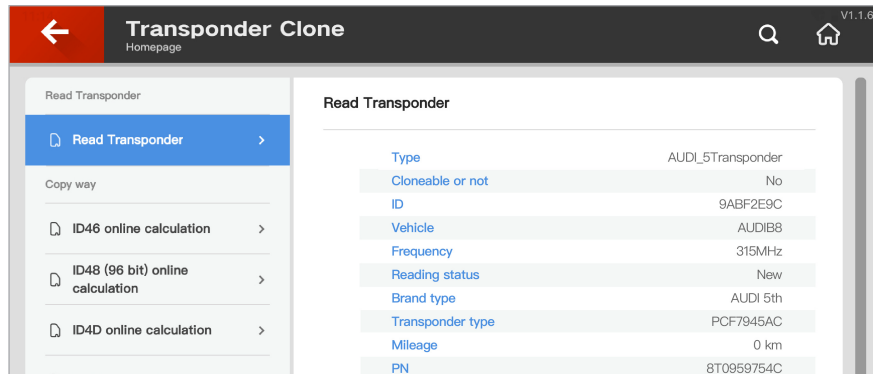 Transponder Clone
Homepage
V1.1.6
Read Transponder
Read Transponder
Copy way
ID46 online calculation
ID48 (96 bit) online
calculation
ID4D online calculation
Read Transponder
Type AUDI_5Transponder
Cloneable or not No
ID 9ABF2E9C
Vehicle AUDIB8
Frequency 315MHz
Reading status New
Brand type AUDI 5th
Transponder type PCF7945AC
Mileage 0 km
PN 8T0959754C